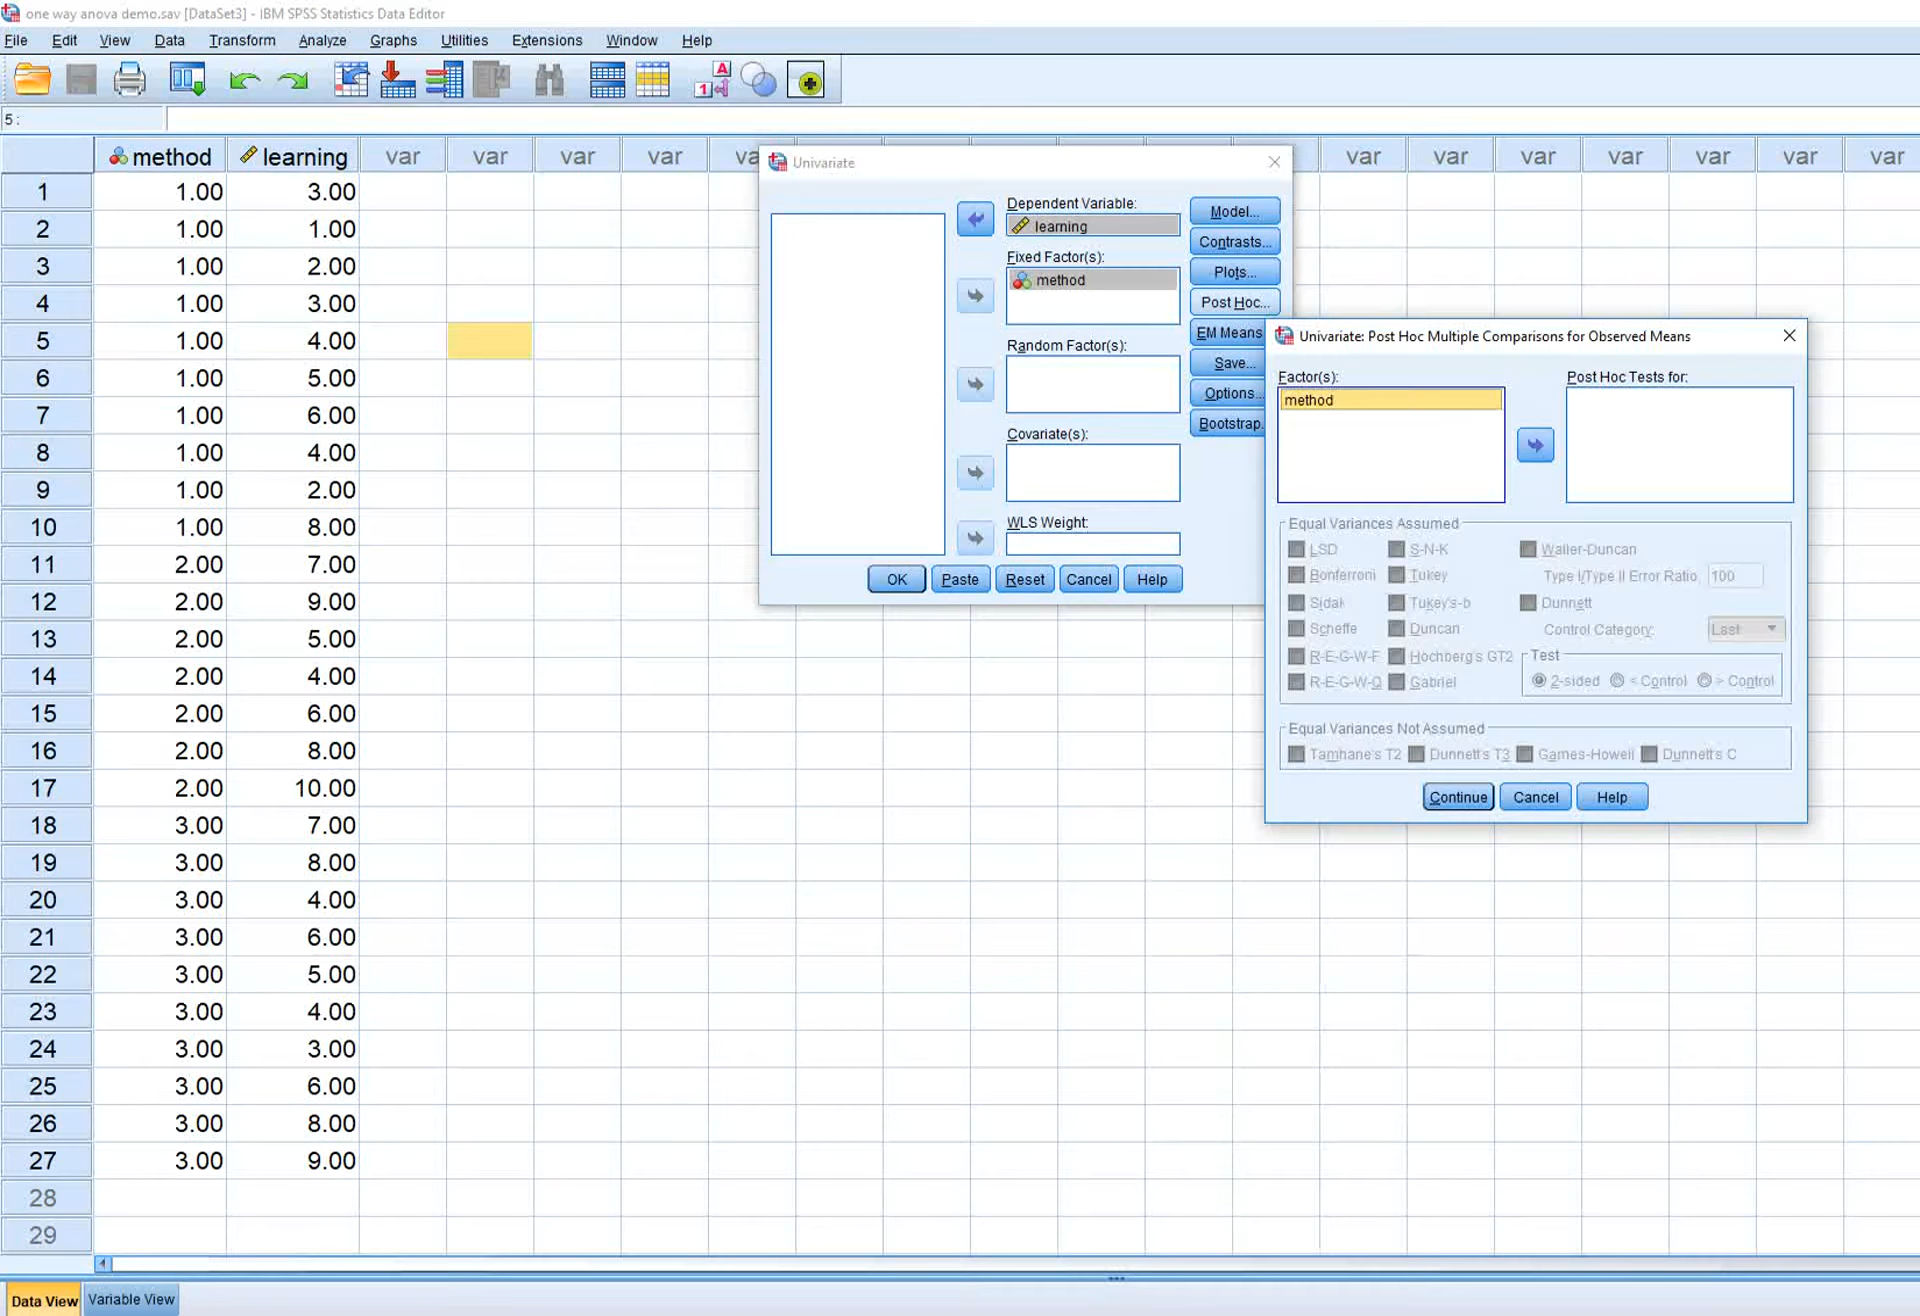 one way anova demo.sav [DataSet3] - IBM SPSS Statistics Data Editor
File Edit View Data Transform Analyze Graphs Utilities Extensions Window Help
5 :
method learning var var var var va var var var var var var var
1 1.00 3.00
2 1.00 1.00
3 1.00 2.00
4 1.00 3.00
5 1.00 4.00
6 1.00 5.00
7 1.00 6.00
8 1.00 4.00
9 1.00 2.00
10 1.00 8.00
11 2.00 7.00
12 2.00 9.00
13 2.00 5.00
14 2.00 4.00
15 2.00 6.00
16 2.00 8.00
17 2.00 10.00
18 3.00 7.00
19 3.00 8.00
20 3.00 4.00
21 3.00 6.00
22 3.00 5.00
23 3.00 4.00
24 3.00 3.00
25 3.00 6.00
26 3.00 8.00
27 3.00 9.00
28
29
Data View Variable View
Univariate
Dependent Variable:
learning
Fixed Factor(s):
method
Random Factor(s):
Covariate(s):
WLS Weight:
Model...
Contrasts...
Plots...
Post Hoc...
EM Means
Save...
Options...
Bootstrap.
OK Paste Reset Cancel Help
Univariate: Post Hoc Multiple Comparisons for Observed Means
Factor(s): Post Hoc Tests for:
method
Equal Variances Assumed
LSD S-N-K Waller-Duncan
Bonferroni Tukey Type I/Type II Error Ratio 100
Sidak Tukey's-b Dunnett
Scheffe Duncan Control Category: Last
R-E-G-W-F Hochberg's GT2 Test
R-E-G-W-Q Gabriel 2-sided < Control > Control
Equal Variances Not Assumed
Tamhane's T2 Dunnett's T3 Games-Howell Dunnett's C
Continue Cancel Help